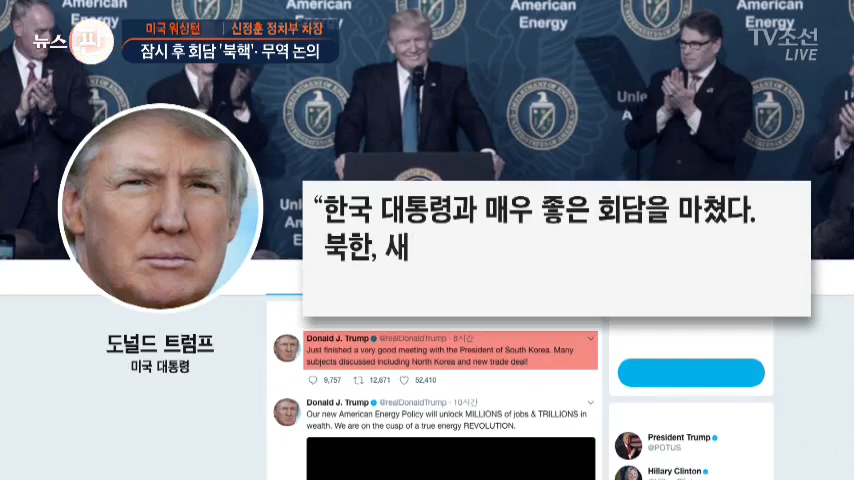 뉴스 판
미국 워싱턴 | 신정훈 정치부 차장
잠시 후 회담 '북핵'· 무역 논의
TV조선
LIVE
American
Energy
American
Energy
American
Energy
“한국 대통령과 매우 좋은 회담을 마쳤다.
북한, 새
도널드 트럼프
미국 대통령
Donald J. Trump @realDonaldTrump · 8시간
Just finished a very good meeting with the President of South Korea. Many
subjects discussed including North Korea and new trade deal!
9,757 12,671 52,410
Donald J. Trump @realDonaldTrump · 10시간
Our new American Energy Policy will unlock MILLIONS of jobs & TRILLIONS in
wealth. We are on the cusp of a true energy REVOLUTION.
President Trump
@POTUS
Hillary Clinton